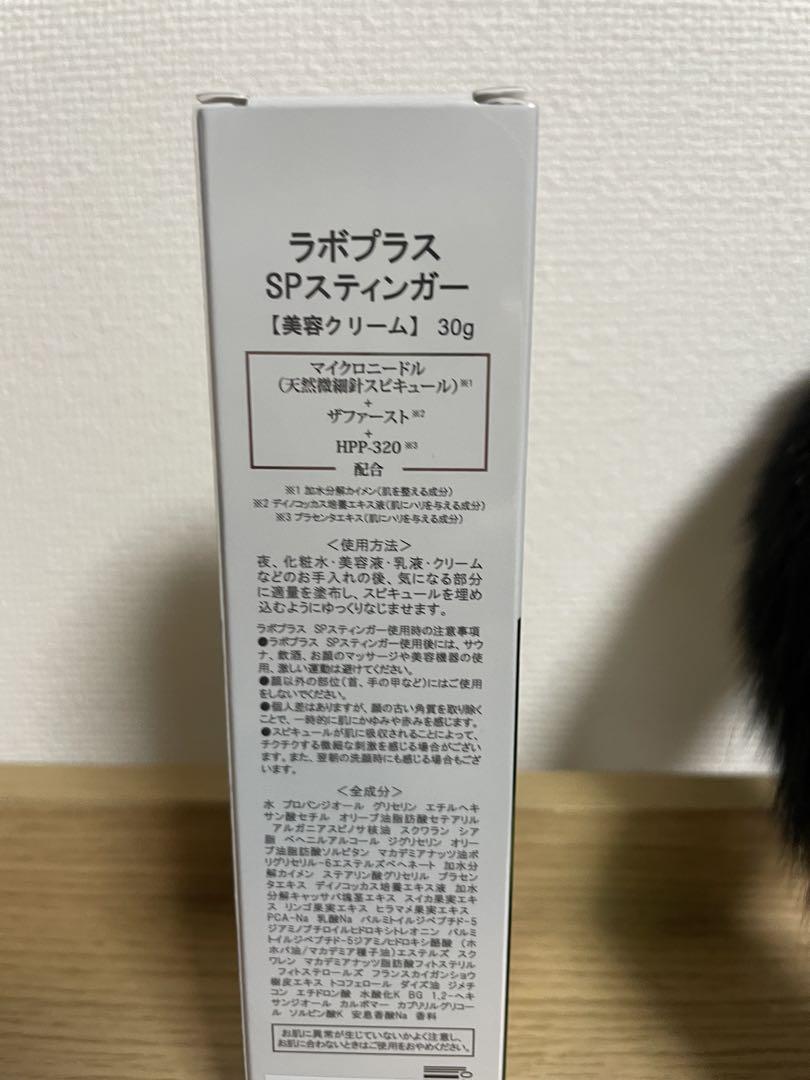 ラボプラス
SPスティンガー
【美容クリーム】 30g
マイクロニードル
(天然微細針スピキュール)※1
+
ザファースト※2
+
HPP-320※3
配合
※1 加水分解カイメン(肌を整える成分)
※2 デイノコッカス培養エキス液(肌にハリを与える成分)
※3 プラセンタエキス(肌にハリを与える成分)
<使用方法>
夜、化粧水・美容液・乳液・クリーム
などのお手入れの後、気になる部分
に適量を塗布し、スピキュールを埋め
込むようにゆっくりなじませます。
ラボプラス SPスティンガー使用時の注意事項
●ラボプラス SPスティンガー使用後には、サウ
ナ、飲酒、お顔のマッサージや美容機器の使
用、激しい運動は避けてください。
●顔以外の部位(首、手の甲など)にはご使用
をしないでください。
●個人差はありますが、顔の古い角質を取り除く
ことで、一時的に肌にかゆみや赤みを感じます。
●スピキュールが肌に吸収されることによって、
チクチクする微細な刺激を感じる場合がござい
ます。また、翌朝の洗顔時にも感じる場合もござ
います。
<全成分>
水 プロパンジオール グリセリン エチルヘキ
サン酸セチル オリーブ油脂肪酸セテアリル
アルガニアスピノサ核油 スクワラン シア
脂 ベヘニルアルコール ジグリセリン オリー
ブ油脂肪酸ソルビタン マカデミアナッツ油ポ
リグリセリル-6エステルズベヘネート 加水分
解カイメン ステアリン酸グリセリル プラセン
タエキス デイノコッカス培養エキス液 加水
分解キャッサバ塊茎エキス スイカ果実エキ
ス リンゴ果実エキス ヒラマメ果実エキス
PCA-Na 乳酸Na パルミトイルジペプチド-5
ジアミノブチロイルヒドロキシトレオニン パルミ
トイルジペプチド-5ジアミノヒドロキシ酪酸 (ホ
ホバ油/マカデミア種子油)エステルズ スク
ワレン マカデミアナッツ脂肪酸フィトステリル
フィトステロールズ フランスカイガンショウ
樹皮エキス トコフェロール ダイズ油 ジメチ
コン エチドロン酸 水酸化K BG 1,2-ヘキ
サンジオール カルボマー カプリリルグリコー
ル ソルビン酸K 安息香酸Na 香料
お肌に異常が生じていないかよく注意し、
お肌に合わないときはご使用をおやめください。